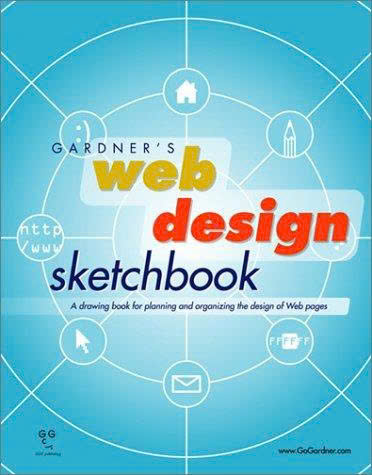 :)
GARDNER'S
web
design
http
/www
sketchbook
A drawing book for planning and organizing the design of Web pages
FFFFFF
G G
C
www.GoGardner.com